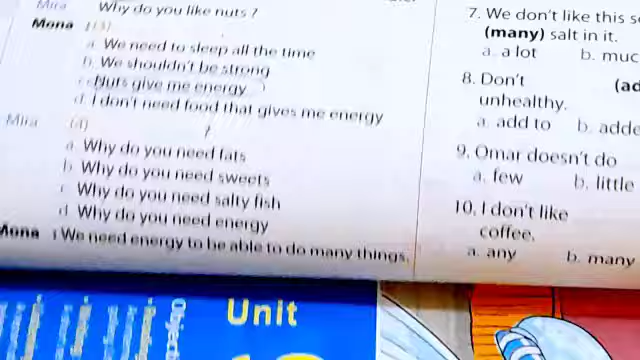 Mira Why do you like nuts ?
Mona (3)
a. We need to sleep all the time
b. We shouldn't be strong
c. Nuts give me energy
d. I don't need food that gives me energy
Mira (4) ?
a. Why do you need fats
b. Why do you need sweets
c. Why do you need salty fish
d. Why do you need energy
Mona : We need energy to be able to do many things.
7. We don't like this
(many) salt in it.
a. a lot b.
8. Don't
unhealthy.
a. add to b.
9. Omar doesn't do
a. few b. little
10. I don't like
coffee.
a. any b. many
Unit